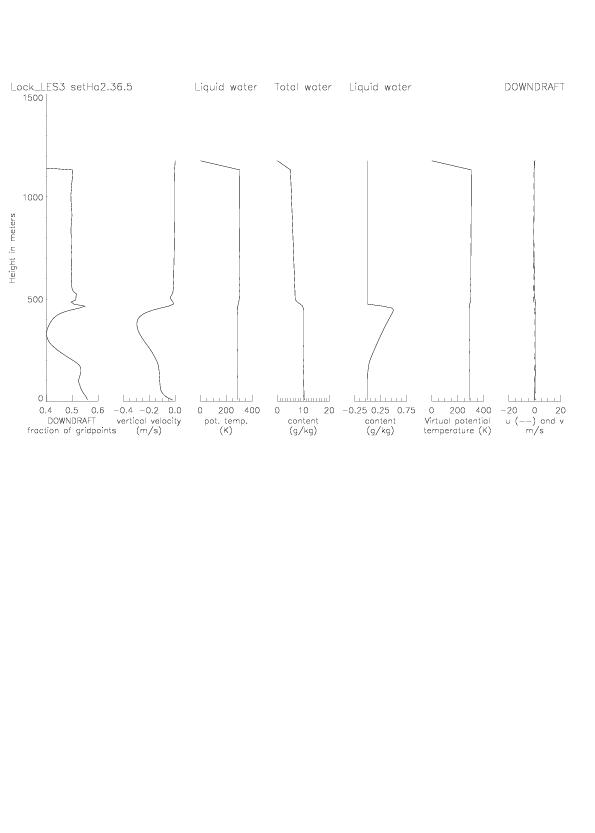 Lock_LES3 setHa2.36.5 Liquid water Total water Liquid water DOWNDRAFT
1500
1000
500
0
Height in meters
0.4 0.5 0.6 -0.4 -0.2 0.0 0 200 400 0 10 20 -0.25 0.25 0.75 0 200 400 -20 0 20
DOWNDRAFT vertical velocity pot. temp. content content Virtual potential u (--) and v
fraction of gridpoints (m/s) (K) (g/kg) (g/kg) temperature (K) m/s